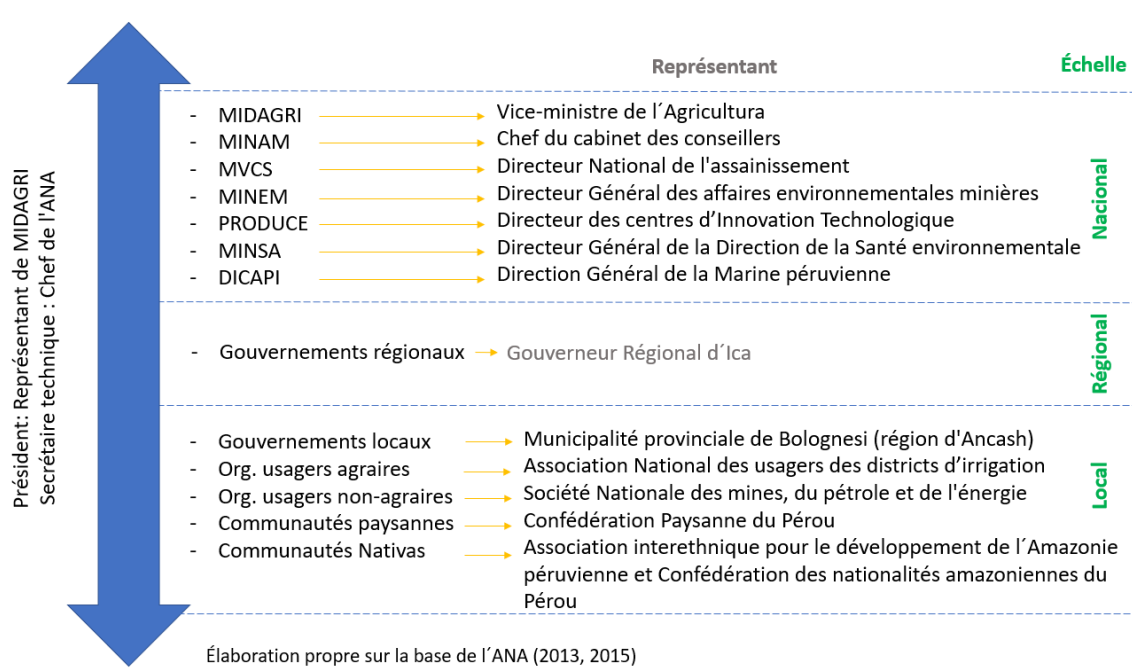 Représentant Échelle
- MIDAGRI Vice-ministre de l´Agricultura
- MINAM Chef du cabinet des conseillers
- MVCS Directeur National de l'assainissement
- MINEM Directeur Général des affaires environnementales minières
- PRODUCE Directeur des centres d’Innovation Technologique
- MINSA Directeur Général de la Direction de la Santé environnementale
- DICAPI Direction Général de la Marine péruvienne
Nacional
- Gouvernements régionaux Gouverneur Régional d´Ica
Régional
- Gouvernements locaux Municipalité provinciale de Bolognesi (région d'Ancash)
- Org. usagers agraires Association National des usagers des districts d’irrigation
- Org. usagers non-agraires Société Nationale des mines, du pétrole et de l'énergie
- Communautés paysannes Confédération Paysanne du Pérou
- Communautés Nativas Association interethnique pour le développement de l´Amazonie
péruvienne et Confédération des nationalités amazoniennes du
Pérou
Local
Président: Représentant de MIDAGRI
Secrétaire technique : Chef de l'ANA
Élaboration propre sur la base de l´ANA (2013, 2015)